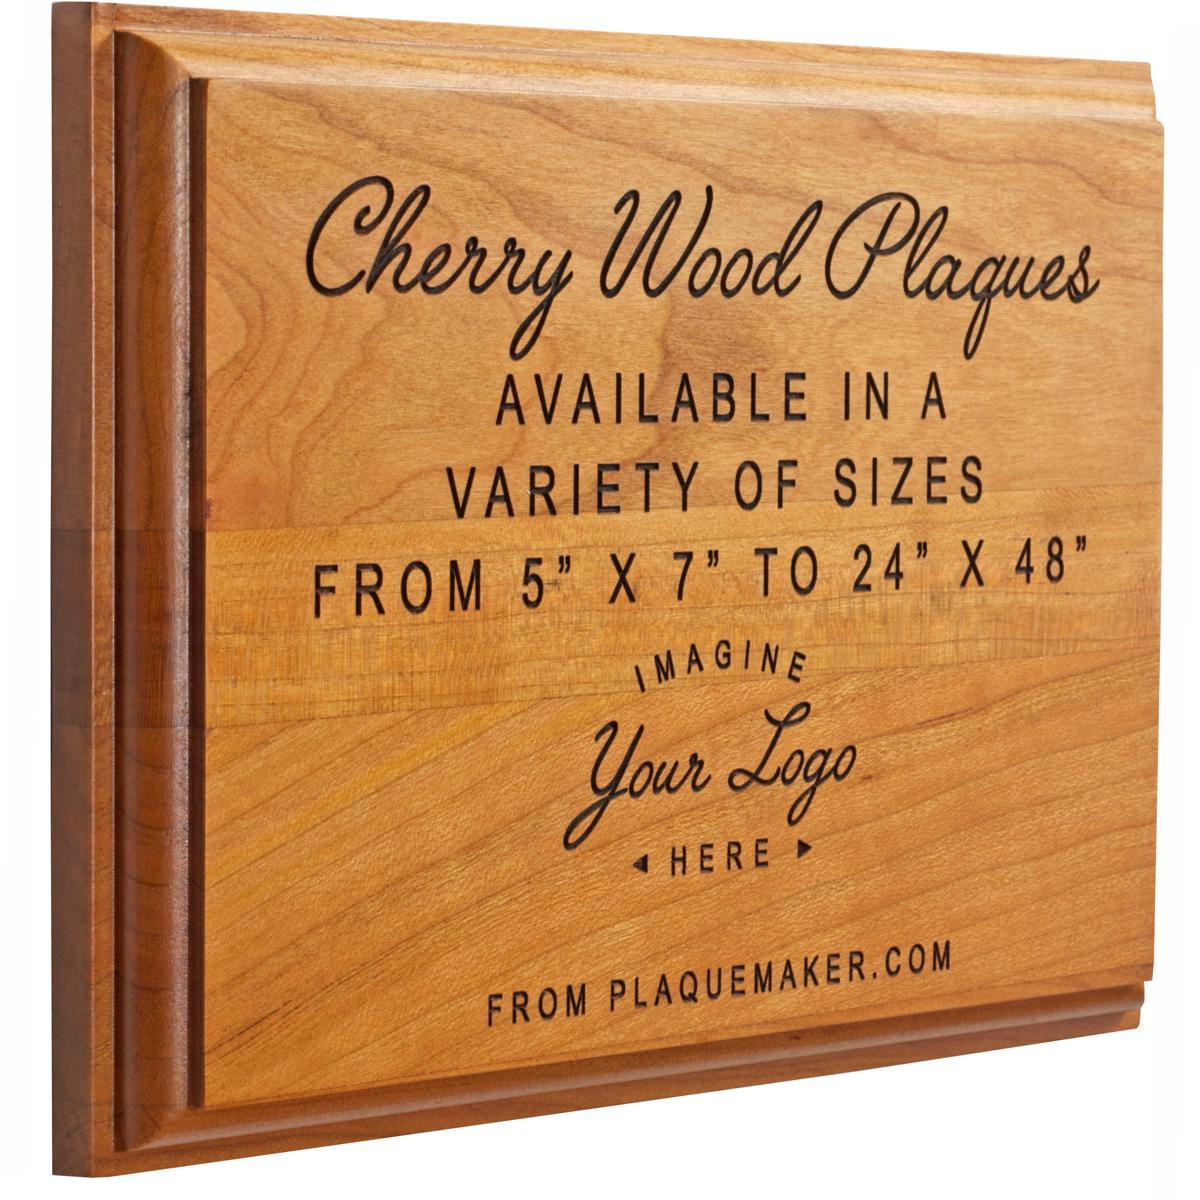 Cherry Wood Plaques
AVAILABLE IN A
VARIETY OF SIZES
FROM 5” X 7” TO 24” X 48”
IMAGINE
Your Logo
◂ HERE ▸
FROM PLAQUEMAKER.COM